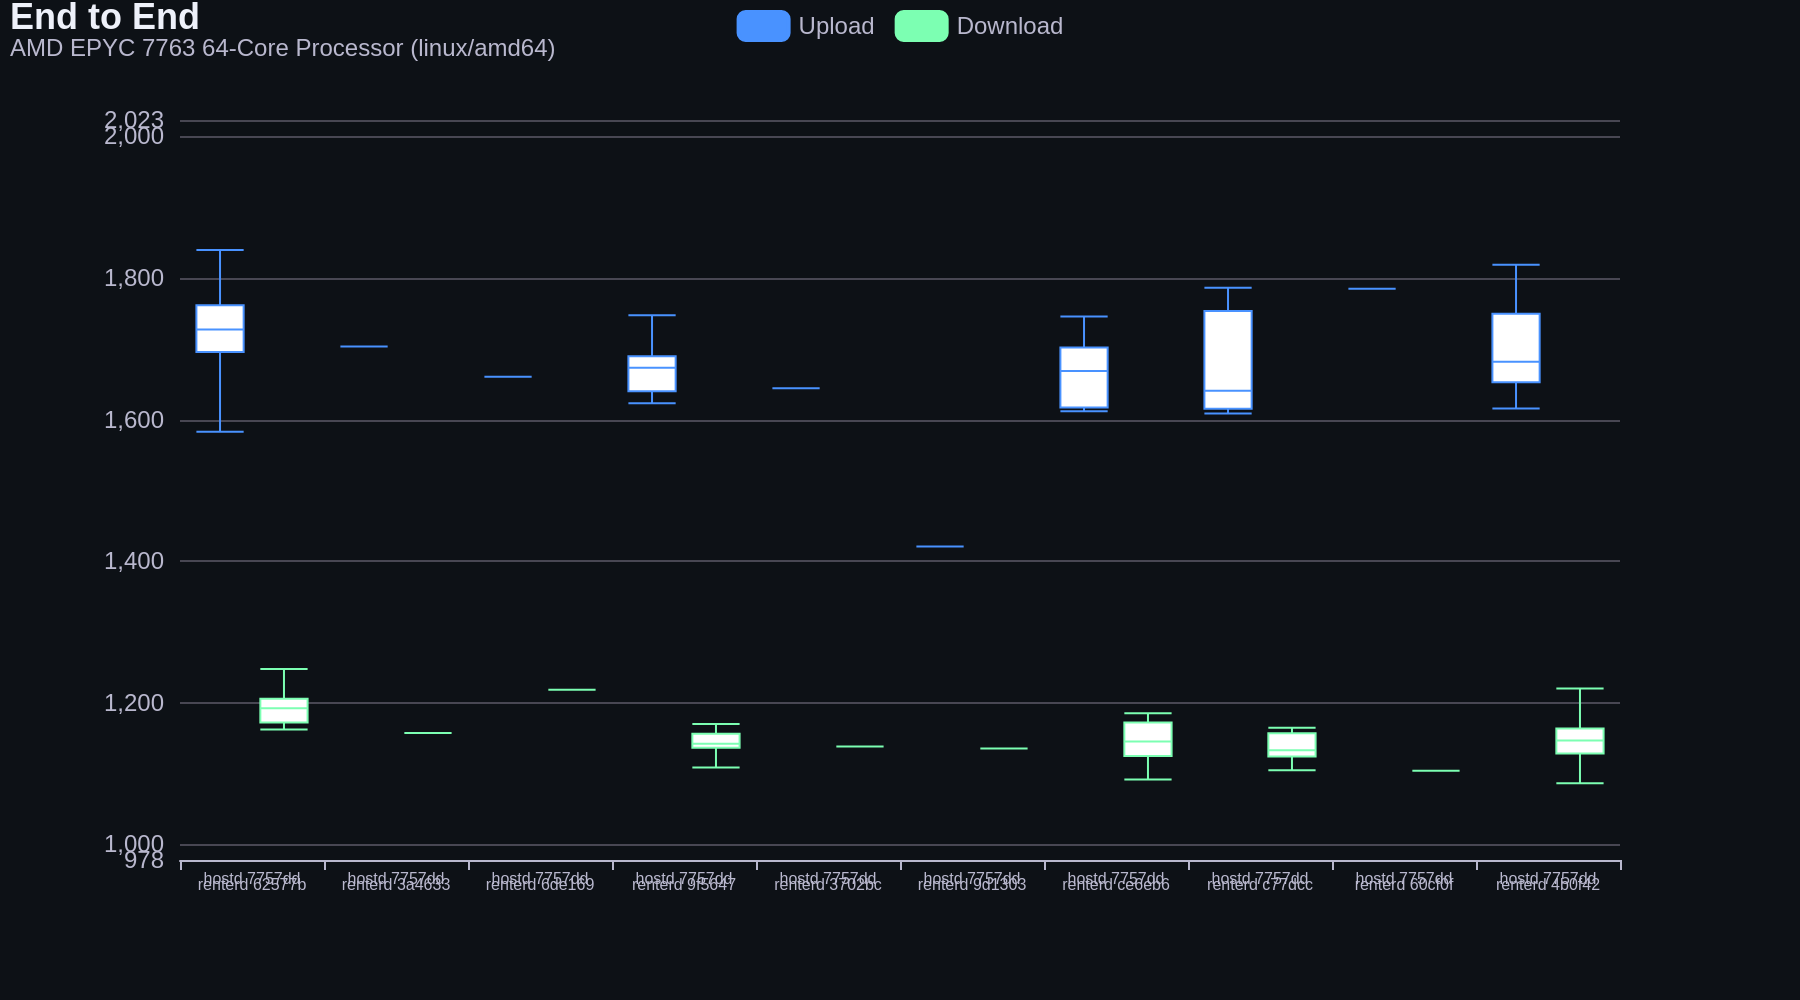 End to End
AMD EPYC 7763 64-Core Processor (linux/amd64)
Upload
Download
2,023
2,000
1,800
1,600
1,400
1,200
1,000
978
hostd 7757dd
renterd 62577b
hostd 7757dd
renterd 3a4633
hostd 7757dd
renterd 6de169
hostd 7757dd
renterd 9f5647
hostd 7757dd
renterd 3702bc
hostd 7757dd
renterd 9d1303
hostd 7757dd
renterd ce6eb6
hostd 7757dd
renterd c77dcc
hostd 7757dd
renterd 60cf0f
hostd 7757dd
renterd 4b0f42